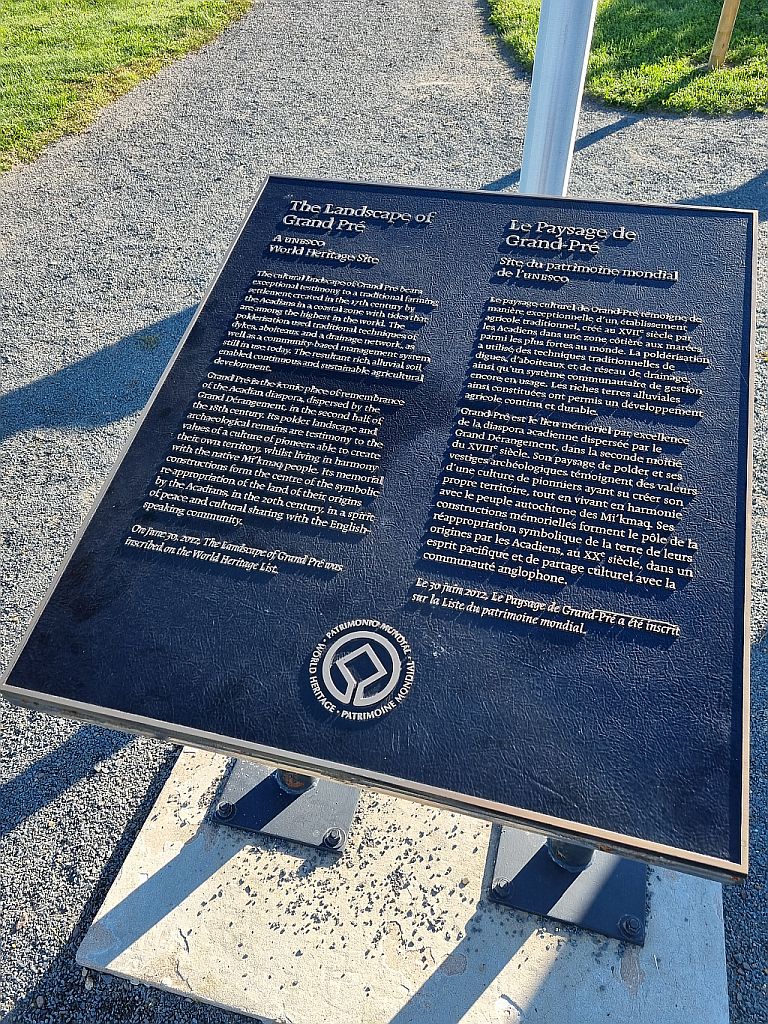 The Landscape of
Grand Pré
A UNESCO
World Heritage Site
The cultural landscape of Grand Pré bears
exceptional testimony to a traditional farming
settlement created in the 17th century by
the Acadians in a coastal zone with tides that
are among the highest in the world. The
polderisation used traditional techniques of
dykes, aboiteaux and a drainage network, as
well as a community-based management system
still in use today. The resultant rich alluvial soil
enabled continuous and sustainable agricultural
development.
Grand Pré is the iconic place of remembrance
of the Acadian diaspora, dispersed by the
Grand Dérangement, in the second half of
the 18th century. Its polder landscape and
archaeological remains are testimony to the
values of a culture of pioneers able to create
their own territory, whilst living in harmony
with the native Mi'kmaq people. Its memorial
constructions form the centre of the symbolic
re-appropriation of the land of their origins
by the Acadians, in the 20th century, in a spirit
of peace and cultural sharing with the English-
speaking community.
On June 30, 2012, The Landscape of Grand Pré was
inscribed on the World Heritage List.
Le Paysage de
Grand-Pré
Site du patrimoine mondial
de l'UNESCO
Le paysage culturel de Grand-Pré témoigne de
manière exceptionnelle d'un établissement
agricole traditionnel, créé au XVIIe siècle par
les Acadiens dans une zone côtière aux marées
parmi les plus fortes au monde. La poldérisation
a utilisé des techniques traditionnelles de
digues, d'aboiteaux et de réseau de drainage,
ainsi qu'un système communautaire de gestion
encore en usage. Les riches terres alluviales
ainsi constituées ont permis un développement
agricole continu et durable.
Grand-Pré est le lieu mémoriel par excellence
de la diaspora acadienne dispersée par le
Grand Dérangement, dans la seconde moitié
du XVIIIe siècle. Son paysage de polder et ses
vestiges archéologiques témoignent des valeurs
d'une culture de pionniers ayant su créer son
propre territoire, tout en vivant en harmonie
avec le peuple autochtone des Mi'kmaq. Ses
constructions mémorielles forment le pôle de la
réappropriation symbolique de la terre de leurs
origines par les Acadiens, au XXe siècle, dans un
esprit pacifique et de partage culturel avec la
communauté anglophone.
Le 30 juin 2012, Le Paysage de Grand-Pré a été inscrit
sur la Liste du patrimoine mondial.
WORLD HERITAGE • PATRIMONIO MUNDIAL • PATRIMOINE MONDIAL •